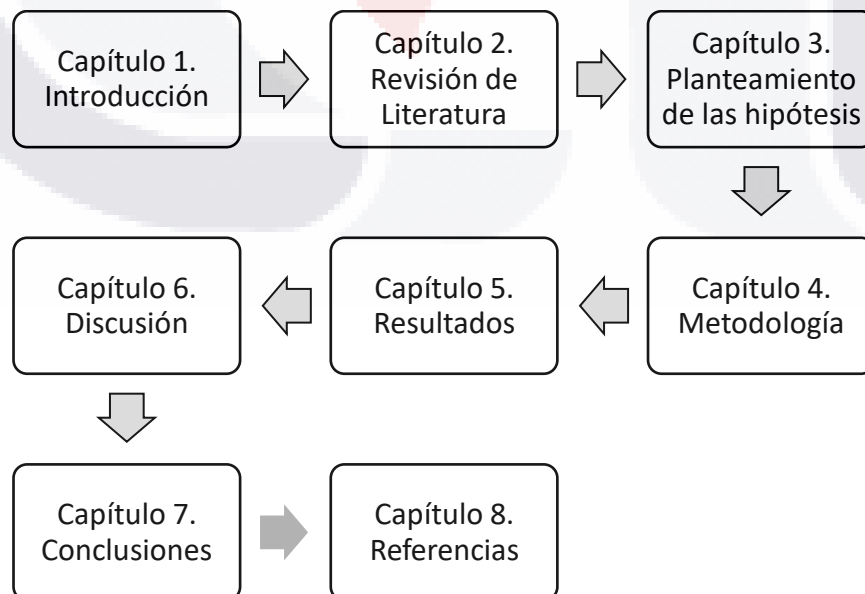 Capítulo 1.
Introducción
Capítulo 2.
Revisión de
Literatura
Capítulo 3.
Planteamiento
de las hipótesis
Capítulo 4.
Metodología
Capítulo 5.
Resultados
Capítulo 6.
Discusión
Capítulo 7.
Conclusiones
Capítulo 8.
Referencias